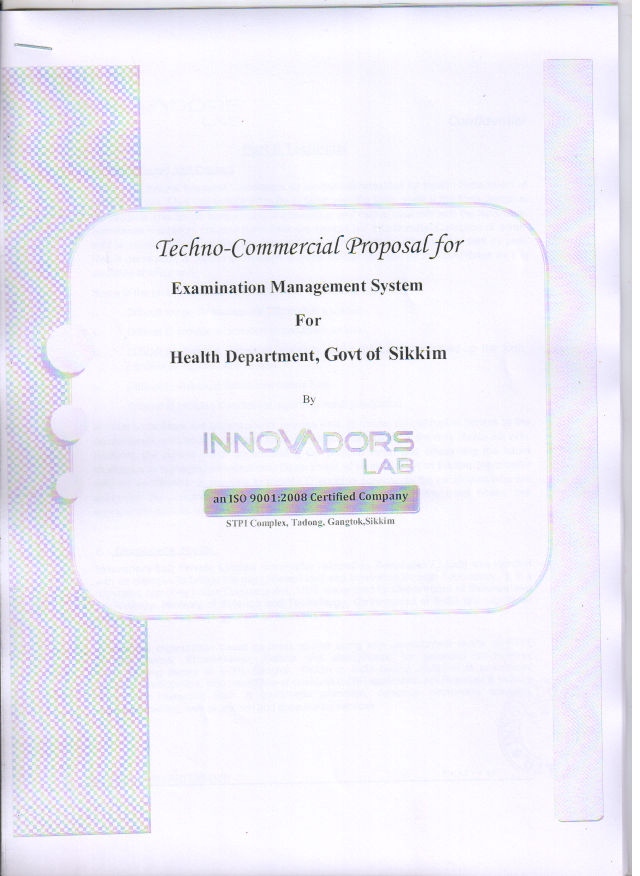 Techno-Commercial Proposal for
Examination Management System
For
Health Department, Govt of Sikkim
By
INNOVADORS
LAB
an ISO 9001:2008 Certified Company
STPI Complex, Tadong, Gangtok,Sikkim